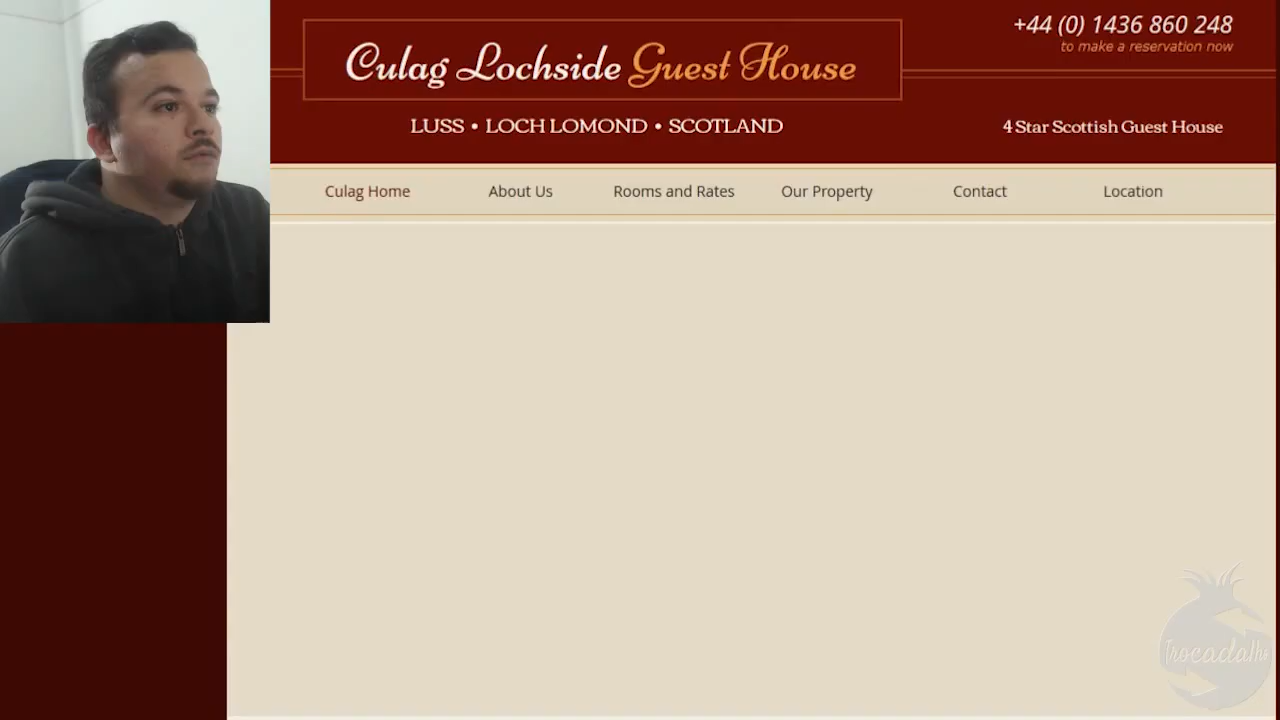 +44 (0) 1436 860 248
to make a reservation now
Culag Lochside Guest House
LUSS • LOCH LOMOND • SCOTLAND
4 Star Scottish Guest House
Culag Home
About Us
Rooms and Rates
Our Property
Contact
Location